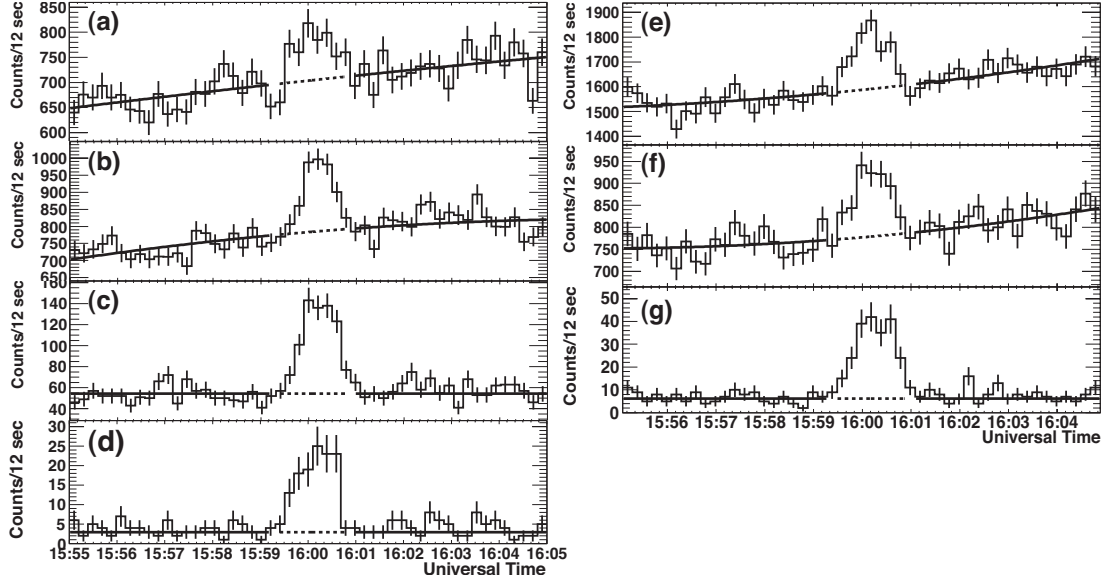 Counts/12 sec
(a)
850
800
750
700
650
600
Counts/12 sec
(b)
1000
950
900
850
800
750
700
650
Counts/12 sec
(c)
160
140
120
100
80
60
40
Counts/12 sec
(d)
30
25
20
15
10
5
0
15:55 15:56 15:57 15:58 15:59 16:00 16:01 16:02 16:03 16:04 16:05
Universal Time
Counts/12 sec
(e)
1900
1800
1700
1600
1500
1400
Counts/12 sec
(f)
950
900
850
800
750
700
Counts/12 sec
(g)
50
40
30
20
10
0
15:56 15:57 15:58 15:59 16:00 16:01 16:02 16:03 16:04
Universal Time